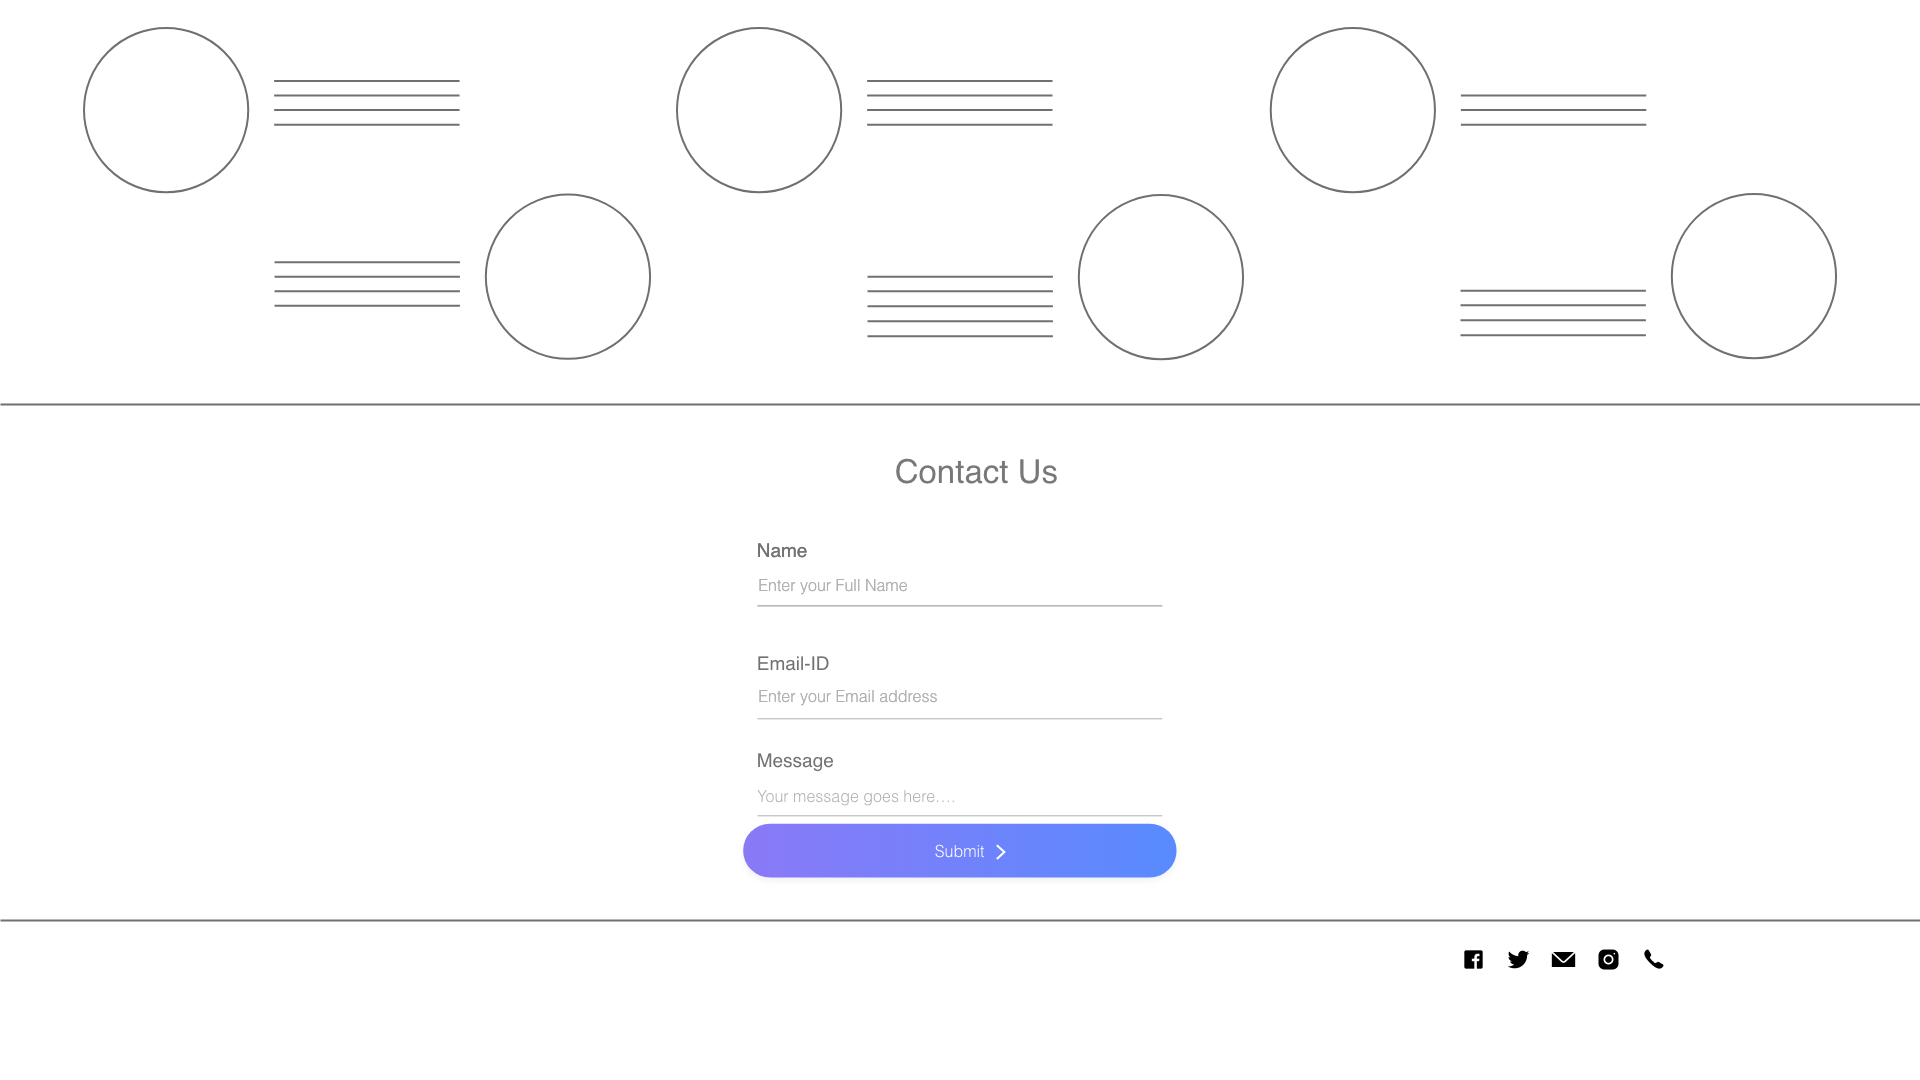 Contact Us
Name
Enter your Full Name
Email-ID
Enter your Email address
Message
Your message goes here....
Submit